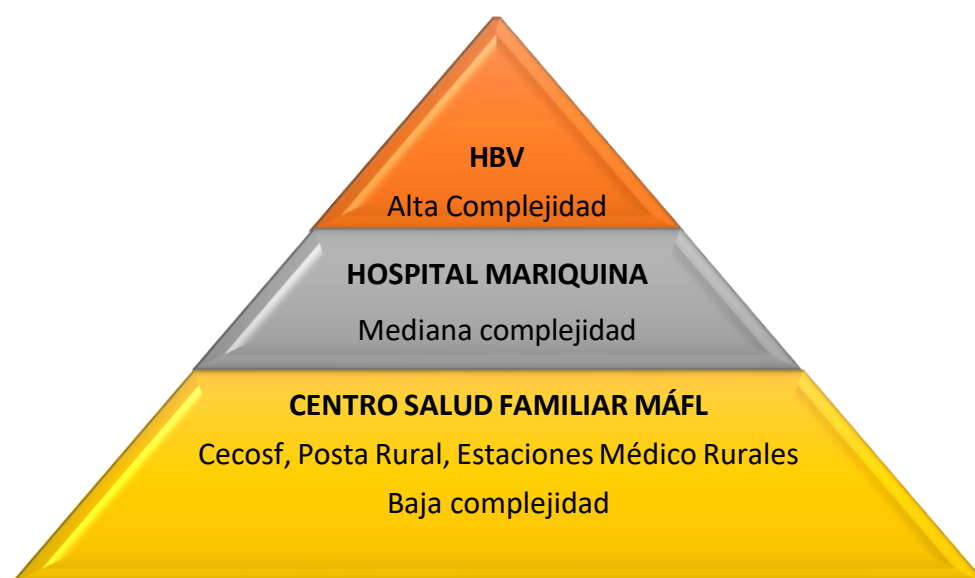 HBV
Alta Complejidad
HOSPITAL MARIQUINA
Mediana complejidad
CENTRO SALUD FAMILIAR MÁFL
Cecosf, Posta Rural, Estaciones Médico Rurales
Baja complejidad